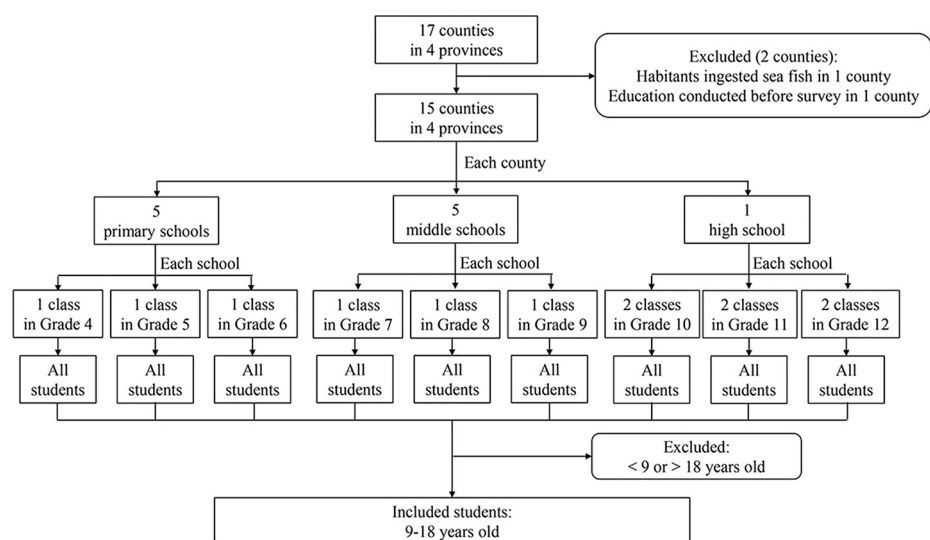 17 counties
in 4 provinces
Excluded (2 counties):
Habitants ingested sea fish in 1 county
Education conducted before survey in 1 county
15 counties
in 4 provinces
Each county
5
primary schools
5
middle schools
1
high school
Each school
Each school
Each school
1 class
in Grade 4
1 class
in Grade 5
1 class
in Grade 6
1 class
in Grade 7
1 class
in Grade 8
1 class
in Grade 9
2 classes
in Grade 10
2 classes
in Grade 11
2 classes
in Grade 12
All
students
All
students
All
students
All
students
All
students
All
students
All
students
All
students
All
students
Excluded:
< 9 or > 18 years old
Included students:
9-18 years old